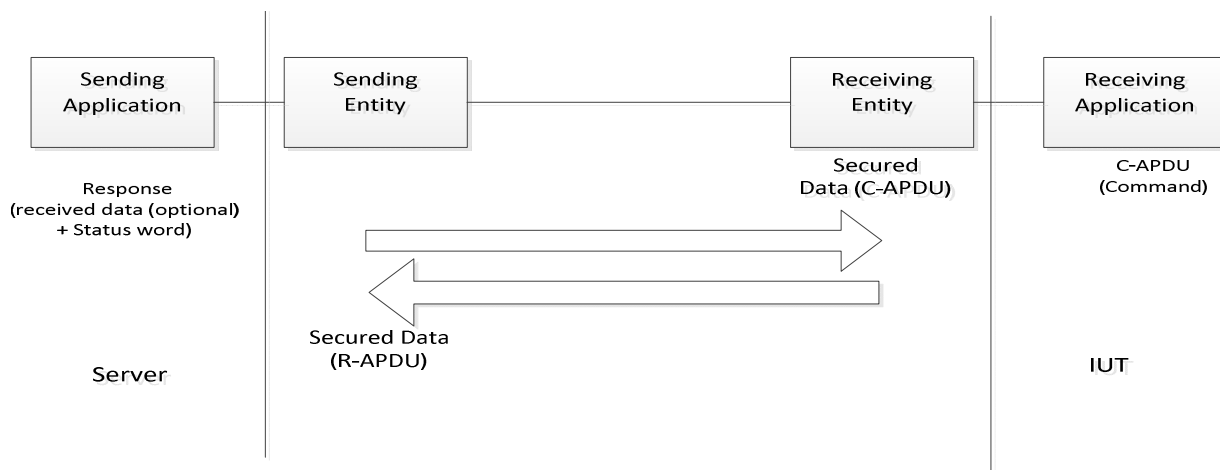 Sending
Application
Sending
Entity
Receiving
Entity
Receiving
Application
Secured
Data (C-APDU)
C-APDU
(Command)
Response
(received data (optional)
+ Status word)
Secured Data
(R-APDU)
Server
IUT